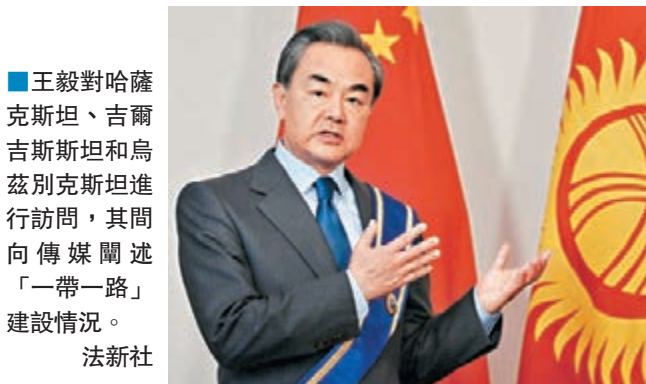 ■王毅對哈薩
克斯坦、吉爾
吉斯斯坦和烏
茲別克斯坦進
行訪問，其間
向傳媒闡述
「一帶一路」
建設情況。
法新社